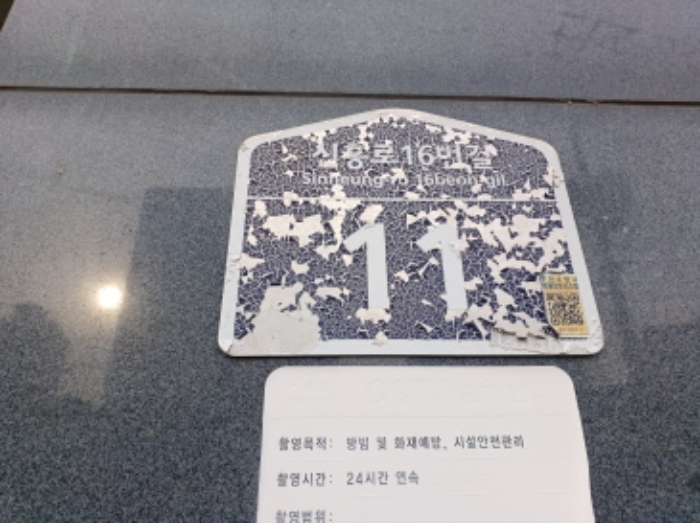 신흥로16번길
Sinheung-ro 16beon-gil
11
촬영목적: 방범 및 화재예방, 시설안전관리
촬영시간: 24시간 연속
촬영범위: